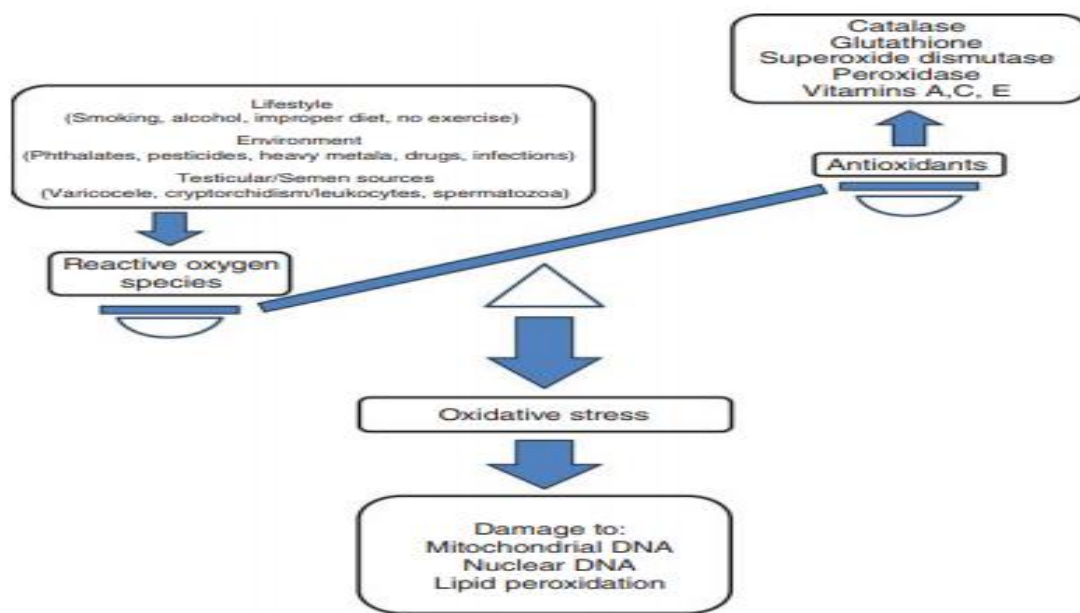 Catalase
Glutathione
Superoxide dismutase
Peroxidase
Vitamins A,C, E
Lifestyle
(Smoking, alcohol, improper diet, no exercise)
Environment
(Phthalates, pesticides, heavy metala, drugs, infections)
Testicular/Semen sources
(Varicocele, cryptorchidism/leukocytes, spermatozoa)
Antioxidants
Reactive oxygen
species
Oxidative stress
Damage to:
Mitochondrial DNA
Nuclear DNA
Lipid peroxidation